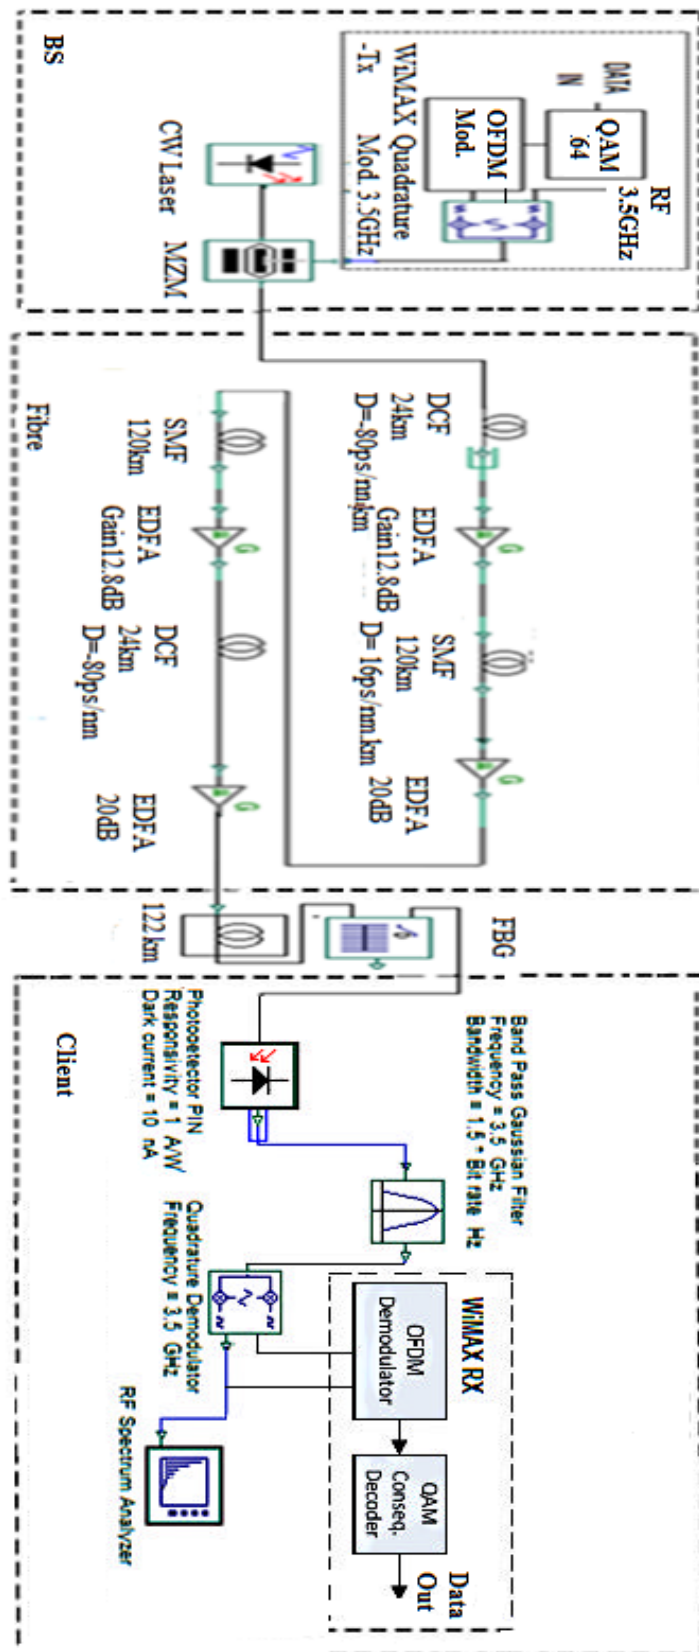 BS
DATA
IN
QAM
.64
OFDM
Mod.
RF
3.5GHz
WiMAX Quadrature
-Tx Mod. 3.5GHz
CW Laser
MZM
Fibre
DCF
24km
D=-80ps/nm.km
EDFA
Gain12.8dB
SMF
120km
D= 16ps/nm.km
EDFA
20dB
SMF
120km
EDFA
Gain12.8dB
DCF
24km
D=-80ps/nm
EDFA
20dB
G
G
G
G
122 km
FBG
Client
Photodetector PIN
Responsivity = 1 A/W
Dark current = 10 nA
Band Pass Gaussian Filter
Frequency = 3.5 GHz
Bandwidth = 1.5 * Bit rate Hz
Quadrature Demodulator
Frequency = 3.5 GHz
RF Spectrum Analyzer
WiMAX RX
OFDM
Demodulator
QAM
Conseq.
Decoder
Data
Out